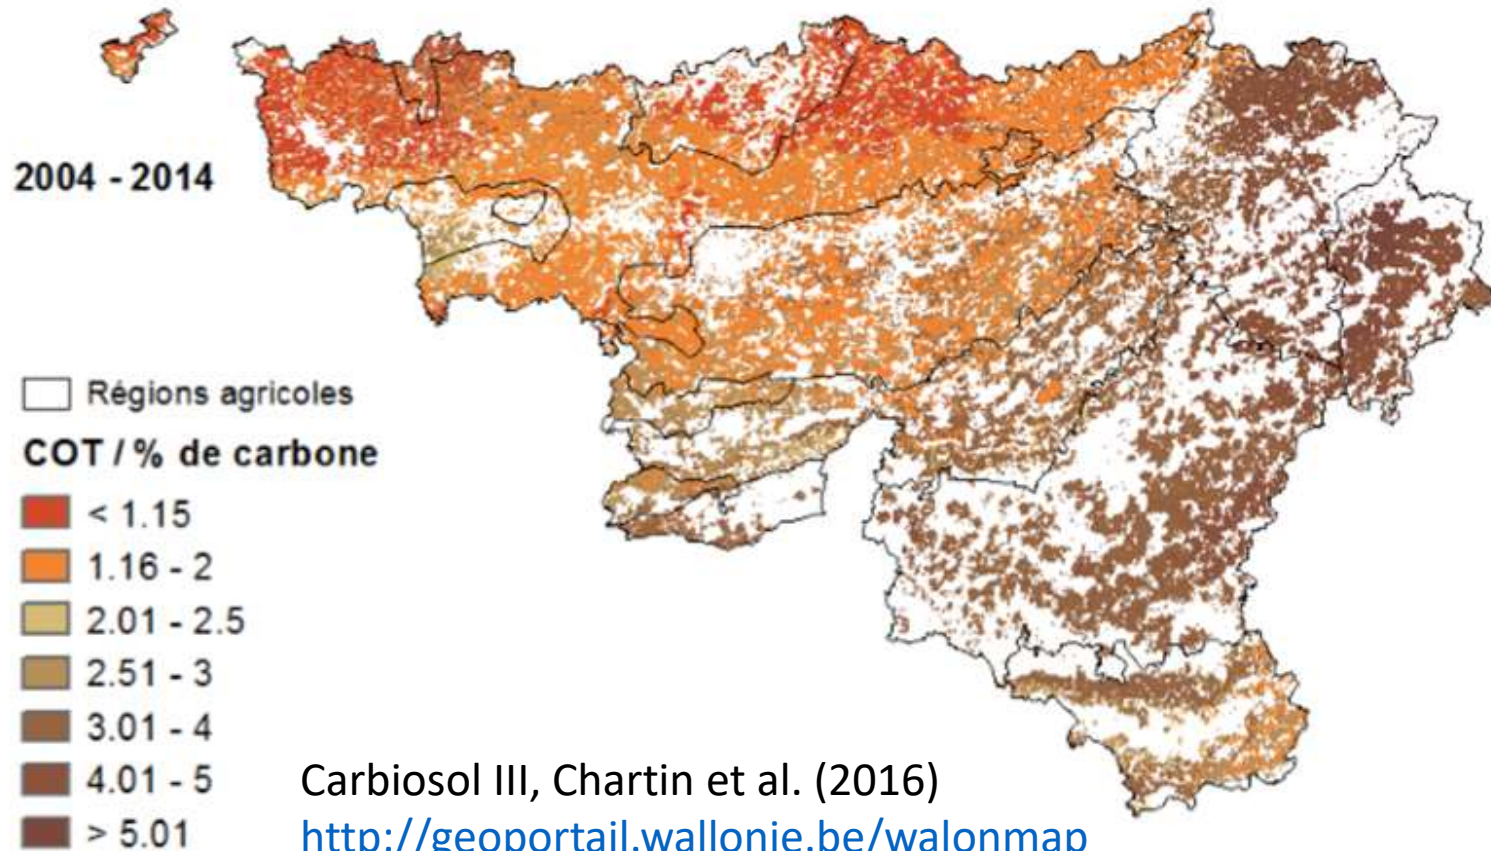 2004 - 2014
Régions agricoles
COT / % de carbone
< 1.15
1.16 - 2
2.01 - 2.5
2.51 - 3
3.01 - 4
4.01 - 5
> 5.01
Carbiosol III, Chartin et al. (2016)
http://geoportail.wallonie.be/walonmap